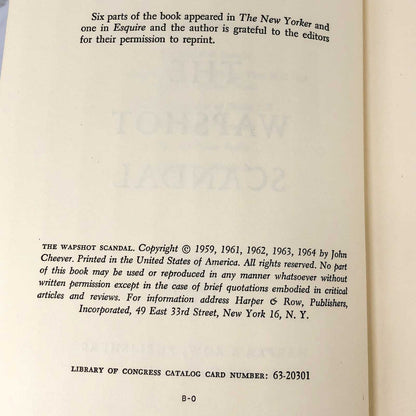 Six parts of the book appeared in The New Yorker and
one in Esquire and the author is grateful to the editors
for their permission to reprint.
THE
WAPSHOT
SCANDAL
THE WAPSHOT SCANDAL. Copyright © 1959, 1961, 1962, 1963, 1964 by John
Cheever. Printed in the United States of America. All rights reserved. No part
of this book may be used or reproduced in any manner whatsoever without
written permission except in the case of brief quotations embodied in critical
articles and reviews. For information address Harper & Row, Publishers,
Incorporated, 49 East 33rd Street, New York 16, N. Y.
LIBRARY OF CONGRESS CATALOG CARD NUMBER: 63-20301
B-O